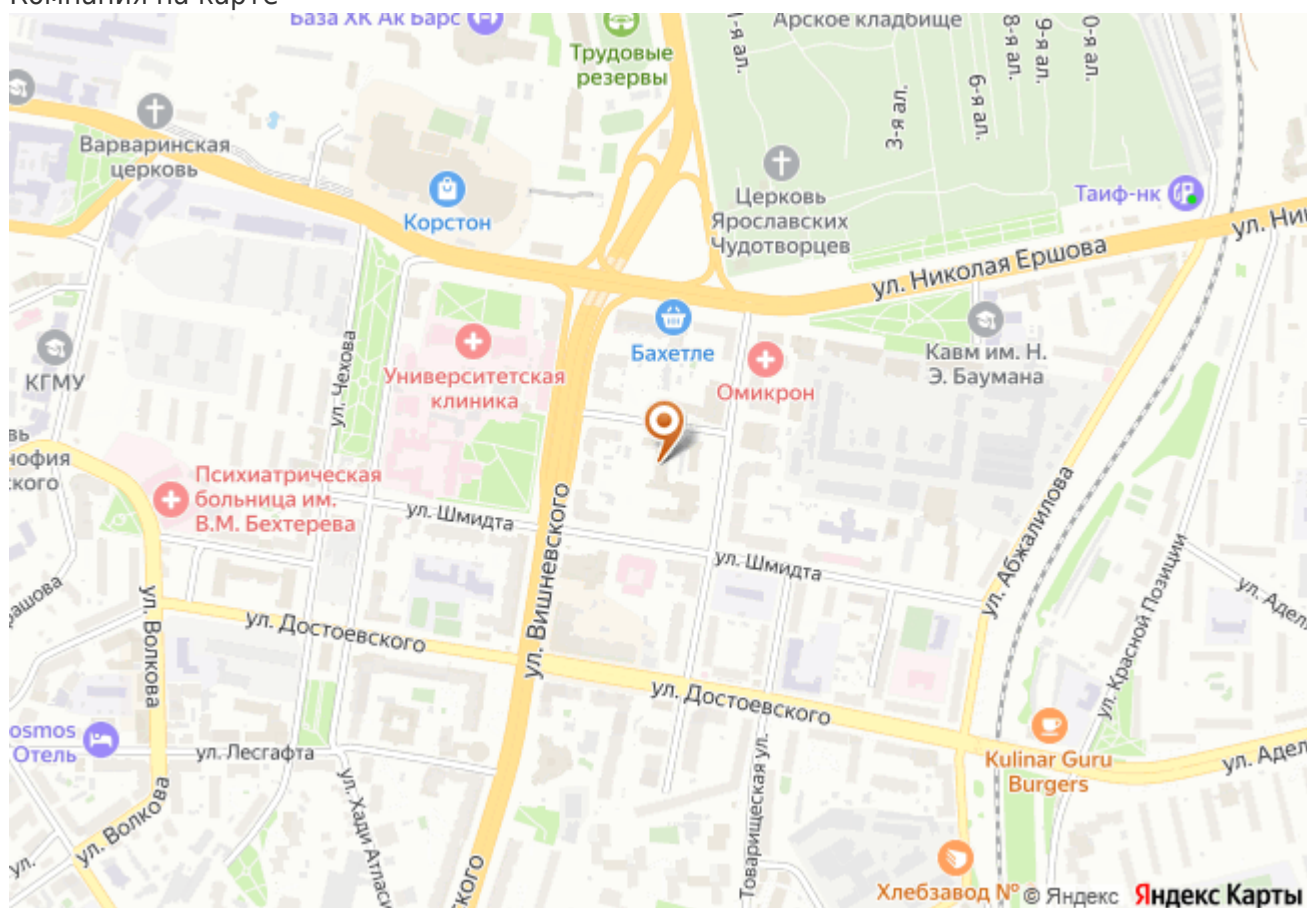 Компания на карте
База ХК Ак Барс
Трудовые
резервы
Арское кладбище
8-я ал.
9-я ал.
3-я ал.
6-я ал.
Варваринская
церковь
Корстон
Церковь
Ярославских
Чудотворцев
Таиф-нк
ул. Николая Ершова
КГМУ
ул. Чехова
Университетская
клиника
Бахетле
Омикрон
Кавм им. Н.
Э. Баумана
Психиатрическая
больница им.
В.М. Бехтерева
ул. Шмидта
ул. Вишневского
ул. Шмидта
ул. Абжалилова
ул. Красной Позиции
ул. Волкова
ул. Достоевского
ул. Достоевского
Отель
ул. Лесгафта
ул. Хади Атласи
ул. Волкова
Товарищеская ул.
Kulinar Guru
Burgers
Хлебзавод №
© Яндекс Яндекс Карты